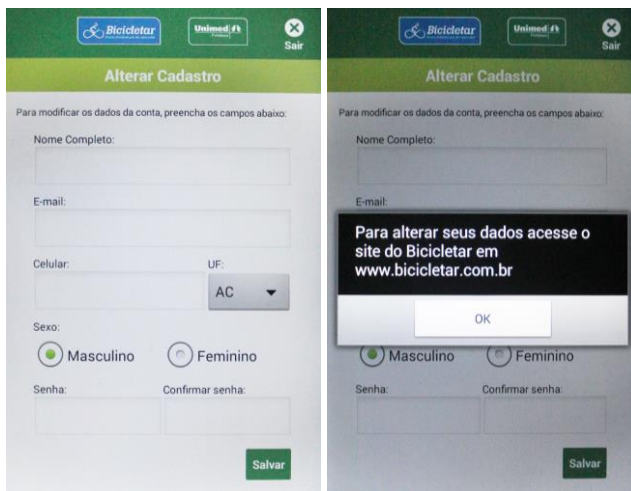 Bicicletar
Unimed
Sair
Alterar Cadastro
Para modificar os dados da conta, preencha os campos abaixo:
Nome Completo:
E-mail:
Celular:
UF:
AC
Sexo:
Masculino
Feminino
Senha:
Confirmar senha:
Salvar
Bicicletar
Unimed
Sair
Alterar Cadastro
Para modificar os dados da conta, preencha os campos abaixo:
Nome Completo:
E-mail:
Para alterar seus dados acesse o
site do Bicicletar em
www.bicicletar.com.br
OK
Masculino
Feminino
Senha:
Confirmar senha:
Salvar